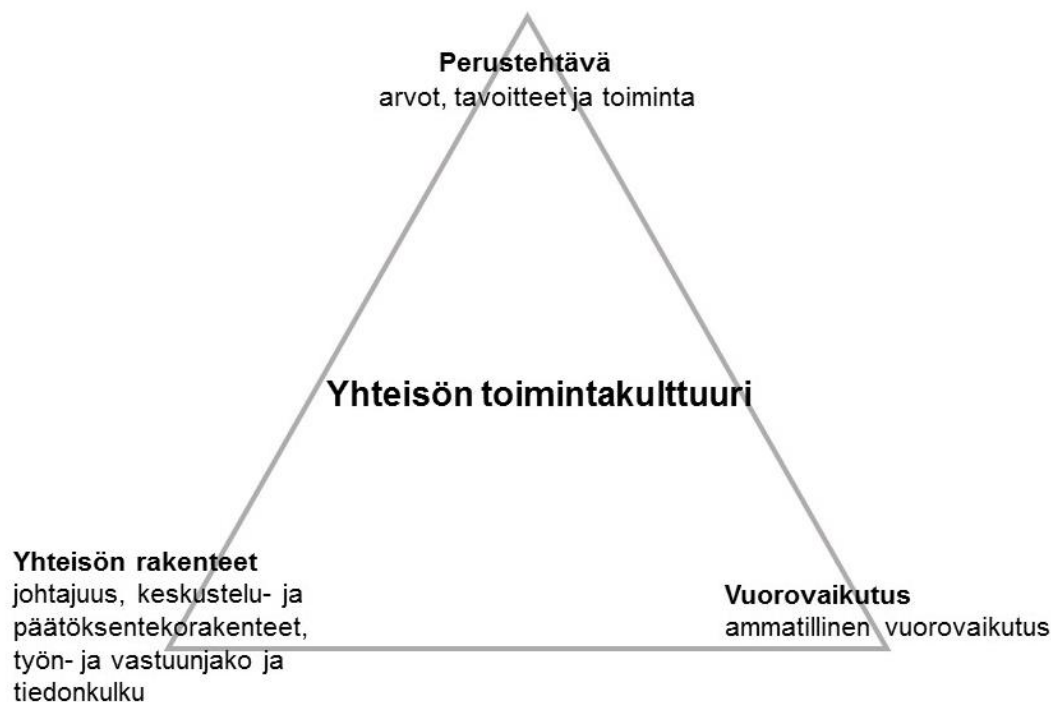 Perustehtävä
arvot, tavoitteet ja toiminta
Yhteisön toimintakulttuuri
Yhteisön rakenteet
johtajuus, keskustelu- ja
päätöksentekorakenteet,
työn- ja vastuunjako ja
tiedonkulku
Vuorovaikutus
ammatillinen vuorovaikutus